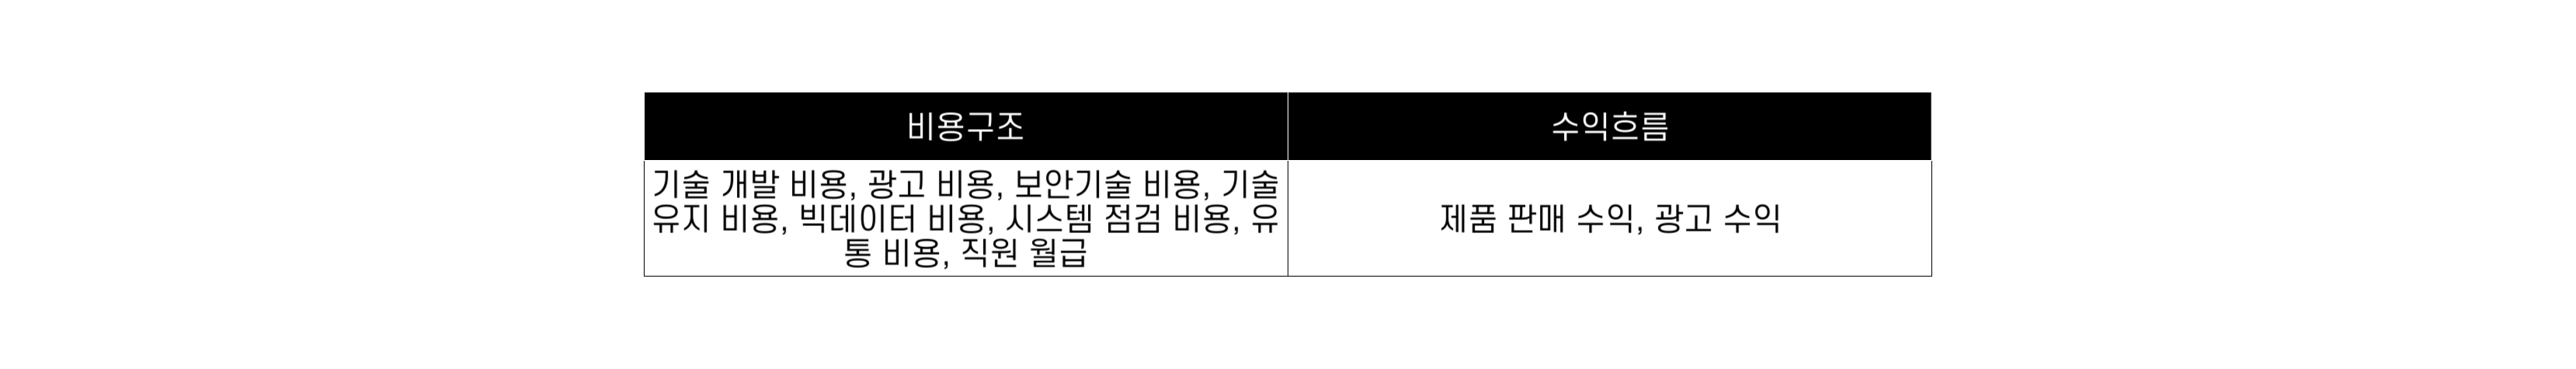 비용구조
수익흐름
기술 개발 비용, 광고 비용, 보안기술 비용, 기술
유지 비용, 빅데이터 비용, 시스템 점검 비용, 유
통 비용, 직원 월급
제품 판매 수익, 광고 수익